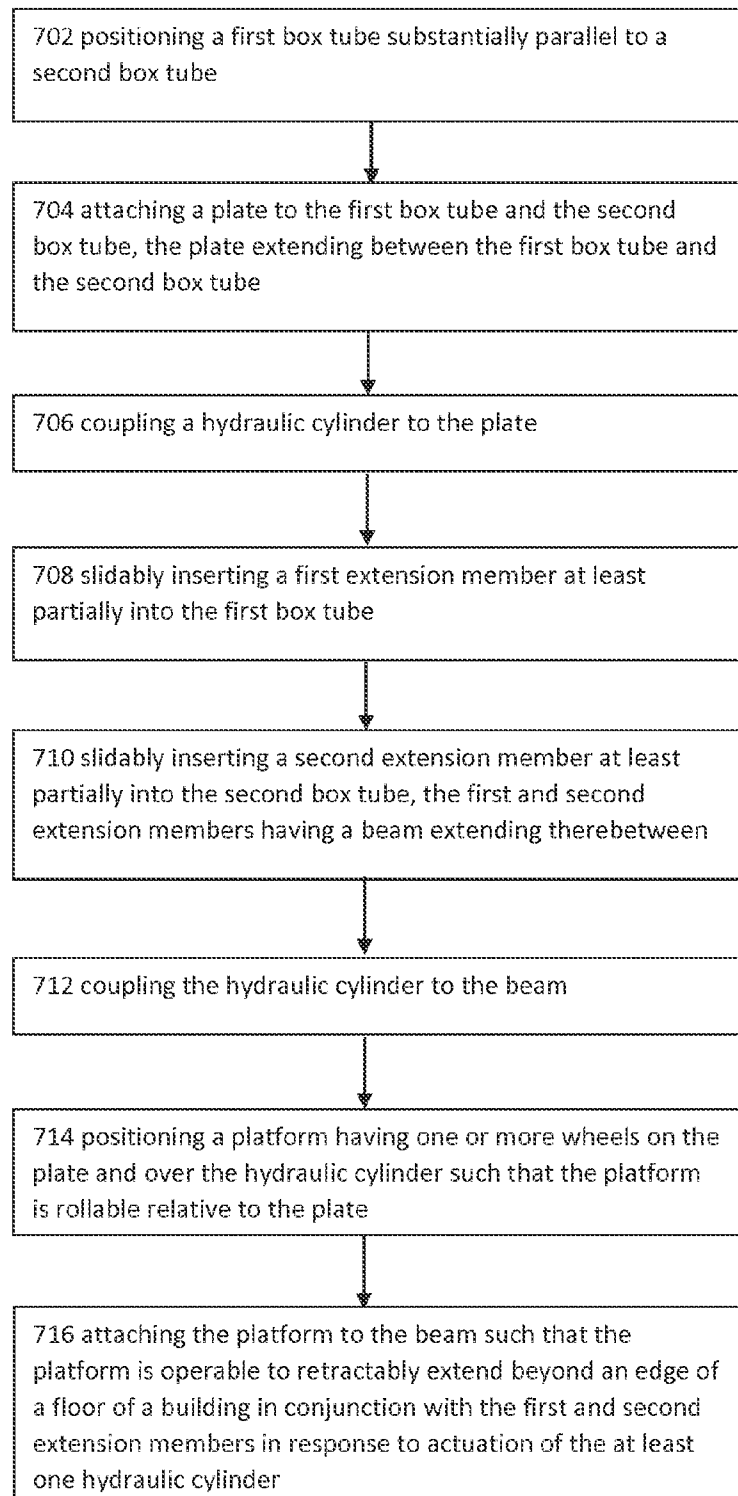 702 positioning a first box tube substantially parallel to a
second box tube
704 attaching a plate to the first box tube and the second
box tube, the plate extending between the first box tube and
the second box tube
706 coupling a hydraulic cylinder to the plate
708 slidably inserting a first extension member at least
partially into the first box tube
710 slidably inserting a second extension member at least
partially into the second box tube, the first and second
extension members having a beam extending therebetween
712 coupling the hydraulic cylinder to the beam
714 positioning a platform having one or more wheels on the
plate and over the hydraulic cylinder such that the platform
is rollable relative to the plate
716 attaching the platform to the beam such that the
platform is operable to retractably extend beyond an edge of
a floor of a building in conjunction with the first and second
extension members in response to actuation of the at least
one hydraulic cylinder